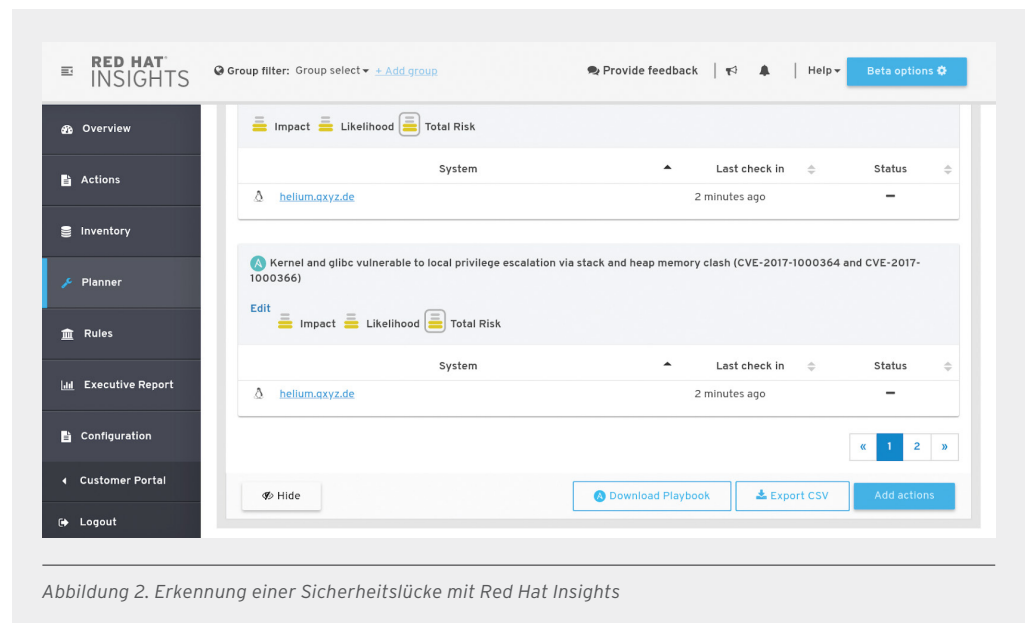 RED HAT
INSIGHTS
Group filter: Group select + Add group
Provide feedback
Help
Beta options
Overview
Actions
Inventory
Planner
Rules
Executive Report
Configuration
Customer Portal
Logout
Impact Likelihood Total Risk
System Last check in Status
helium.qxyz.de 2 minutes ago –
A Kernel and glibc vulnerable to local privilege escalation via stack and heap memory clash (CVE-2017-1000364 and CVE-2017-
1000366)
Edit
Impact Likelihood Total Risk
System Last check in Status
helium.qxyz.de 2 minutes ago –
« 1 2 »
Hide
A Download Playbook
Export CSV
Add actions
Abbildung 2. Erkennung einer Sicherheitslücke mit Red Hat Insights